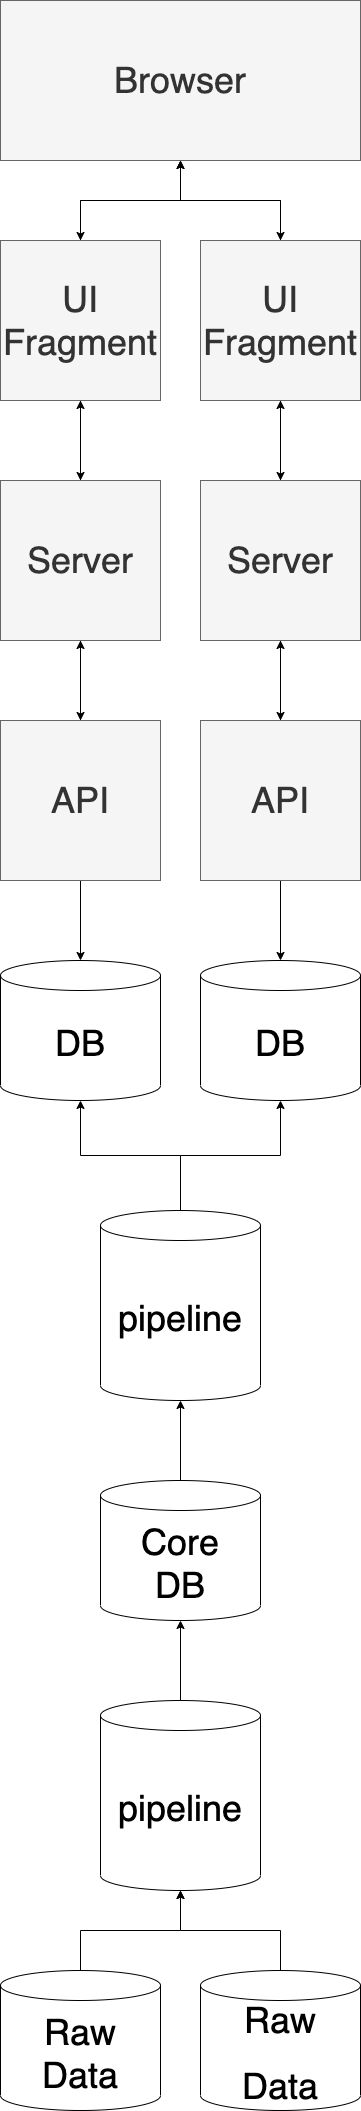 Browser
UI
Fragment
UI
Fragment
Server
Server
API
API
DB
DB
pipeline
Core
DB
pipeline
Raw
Data
Raw
Data